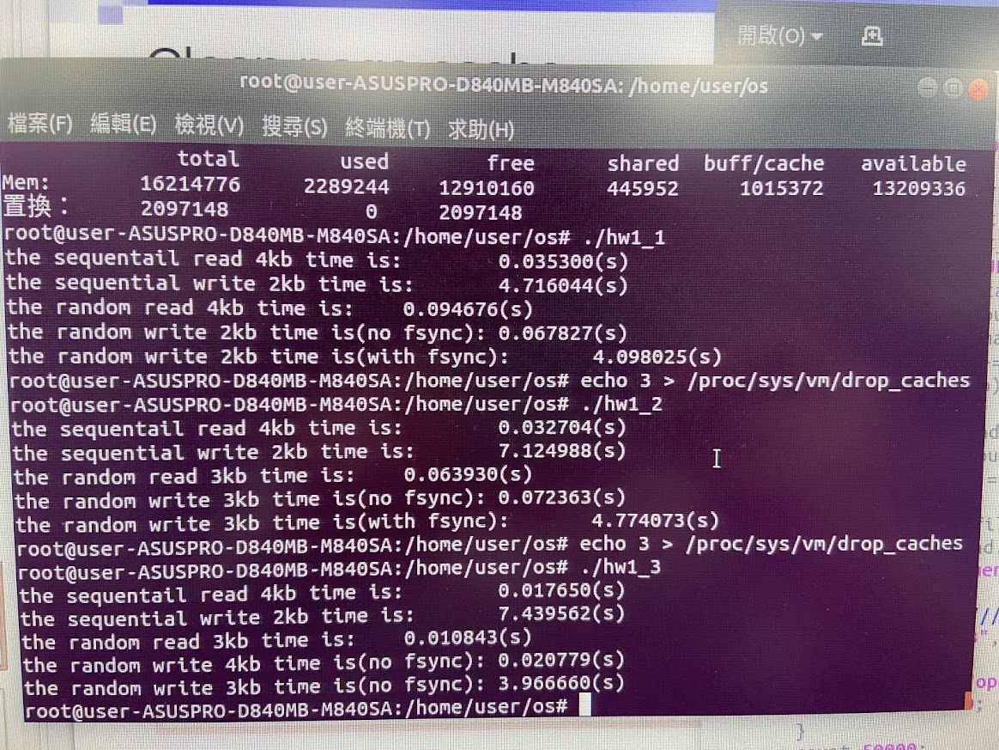 開啟(O)
Clean page cache
root@user-ASUSPRO-D840MB-M840SA: /home/user/os
檔案(F) 編輯(E) 檢視(V) 搜尋(S) 終端機(T) 求助(H)
total used free shared buff/cache available
Mem: 16214776 2289244 12910160 445952 1015372 13209336
置換： 2097148 0 2097148
root@user-ASUSPRO-D840MB-M840SA:/home/user/os# ./hw1_1
the sequentail read 4kb time is: 0.035300(s)
the sequential write 2kb time is: 4.716044(s)
the random read 4kb time is: 0.094676(s)
the random write 2kb time is(no fsync): 0.067827(s)
the random write 2kb time is(with fsync): 4.098025(s)
root@user-ASUSPRO-D840MB-M840SA:/home/user/os# echo 3 > /proc/sys/vm/drop_caches
root@user-ASUSPRO-D840MB-M840SA:/home/user/os# ./hw1_2
the sequentail read 4kb time is: 0.032704(s)
the sequential write 2kb time is: 7.124988(s)
the random read 3kb time is: 0.063930(s)
the random write 3kb time is(no fsync): 0.072363(s)
the random write 3kb time is(with fsync): 4.774073(s)
root@user-ASUSPRO-D840MB-M840SA:/home/user/os# echo 3 > /proc/sys/vm/drop_caches
root@user-ASUSPRO-D840MB-M840SA:/home/user/os# ./hw1_3
the sequentail read 4kb time is: 0.017650(s)
the sequential write 2kb time is: 7.439562(s)
the random read 3kb time is: 0.010843(s)
the random write 4kb time is(no fsync): 0.020779(s)
the random write 3kb time is(no fsync): 3.966660(s)
root@user-ASUSPRO-D840MB-M840SA:/home/user/os#
}